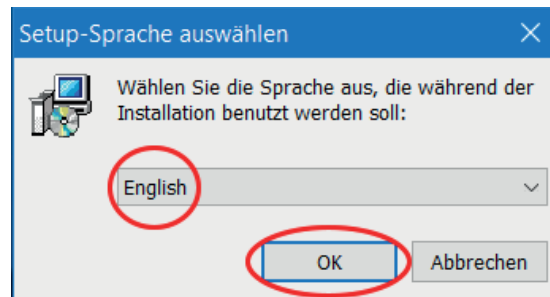 Setup-Sprache auswählen
Wählen Sie die Sprache aus, die während der
Installation benutzt werden soll:
English
OK Abbrechen